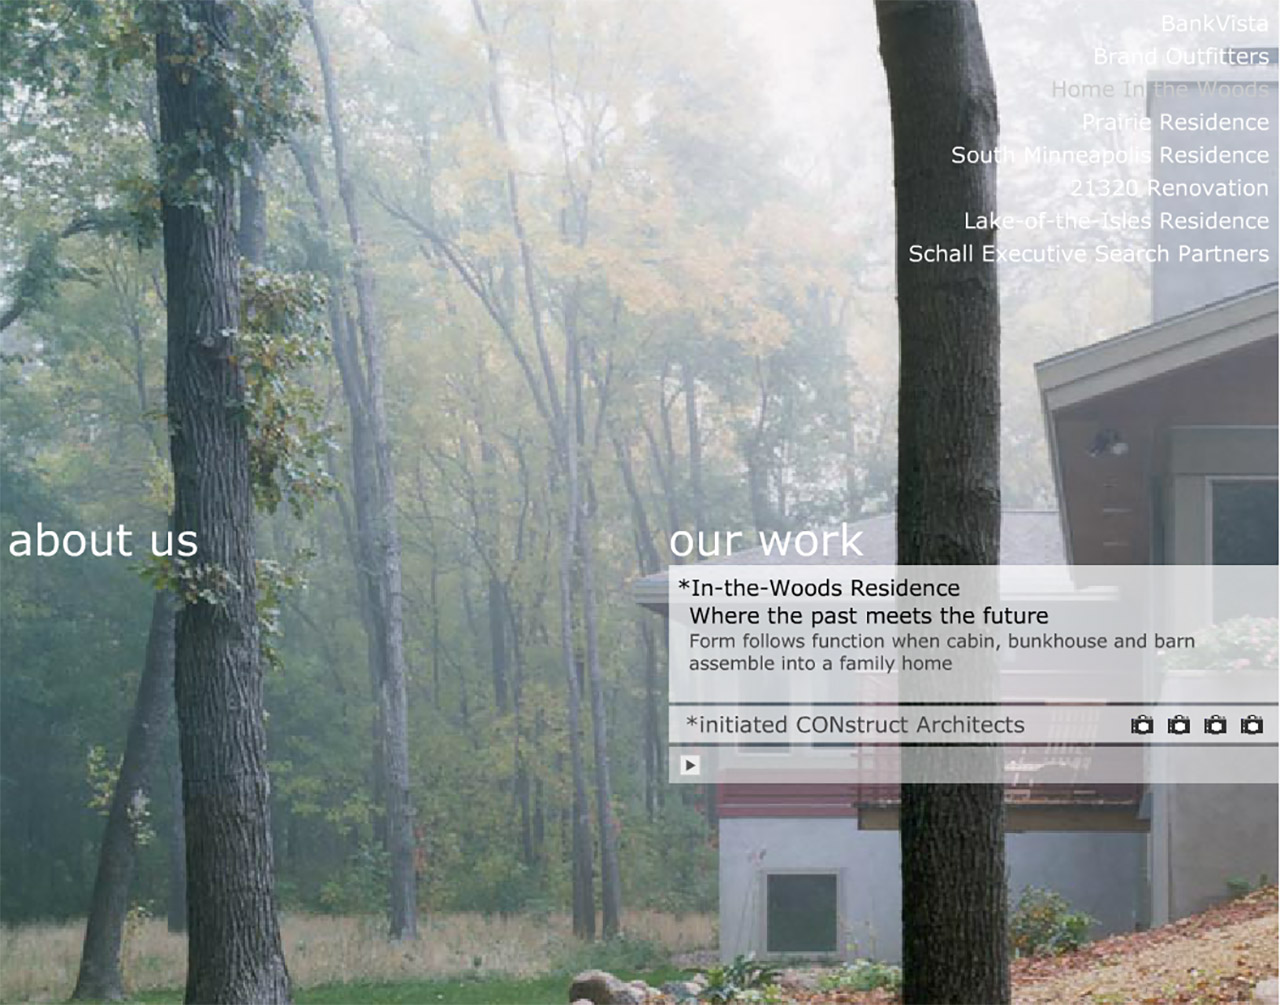 BankVista
Brand Outfitters
Home In the Woods
Prairie Residence
South Minneapolis Residence
21320 Renovation
Lake-of-the-Isles Residence
Schall Executive Search Partners
about us
our work
*In-the-Woods Residence
Where the past meets the future
Form follows function when cabin, bunkhouse and barn
assemble into a family home
*initiated CONstruct Architects